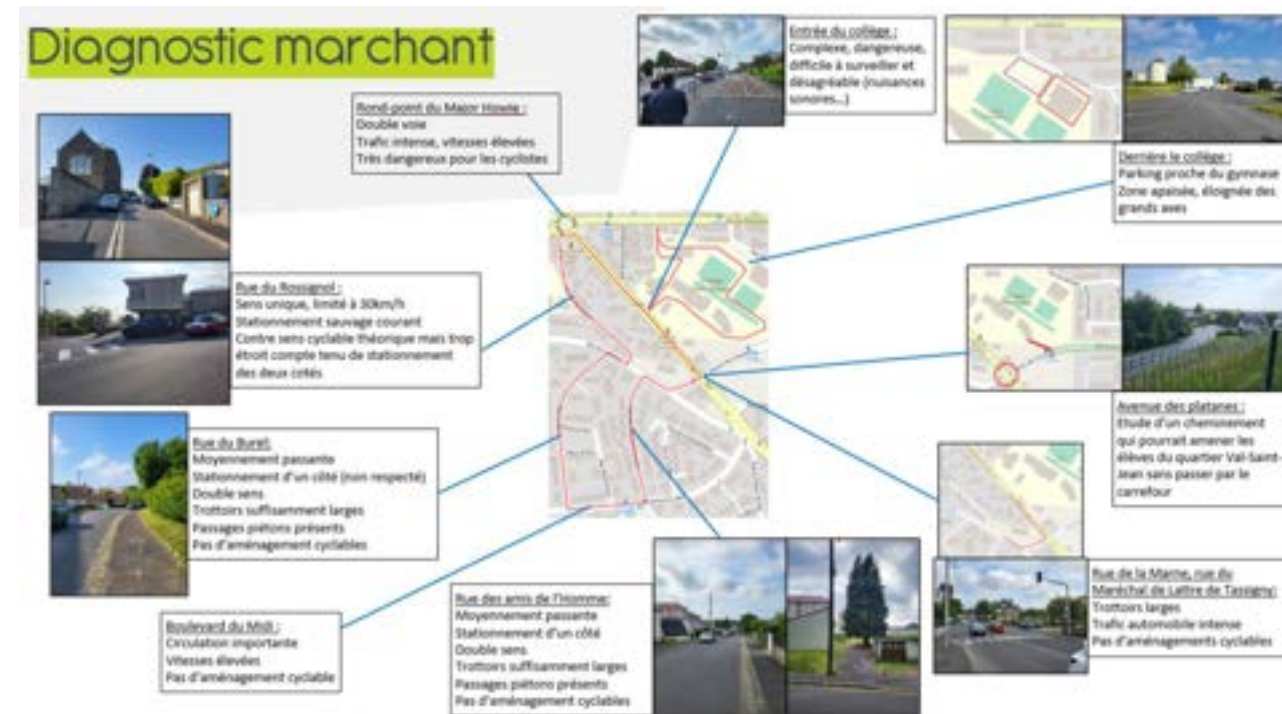 Diagnostic marchant
Rond-point du Major Howie :
Double voie
Trafic intense, vitesses élevées
Très dangereux pour les cyclistes
Entrée du collège :
Complexe, dangereuse,
difficile à surveiller et
désagréable (nuisances
sonores...)
Derrière le collège :
Parking proche du gymnase
Zone apaisée, éloignée des
grands axes
Rue du Rossignol :
Sens unique, limité à 30km/h
Stationnement sauvage courant
Contre sens cyclable théorique mais trop
étroit compte tenu de stationnement
des deux cotés
Avenue des platanes :
Etude d'un cheminement
qui pourrait amener les
élèves du quartier Val-Saint-
Jean sans passer par le
carrefour
Rue du Buret:
Moyennement passante
Stationnement d'un côté (non respecté)
Double sens
Trottoirs suffisamment larges
Passages piétons présents
Pas d'aménagement cyclables
Rue de la Marne, rue du
Maréchal de Lattre de Tassigny:
Trottoirs larges
Trafic automobile intense
Pas d'aménagements cyclables
Rue des amis de l'Homme:
Moyennement passante
Stationnement d'un côté
Double sens
Trottoirs suffisamment larges
Passages piétons présents
Pas d'aménagement cyclables
Boulevard du Midi :
Circulation importante
Vitesses élevées
Pas d'aménagement cyclable